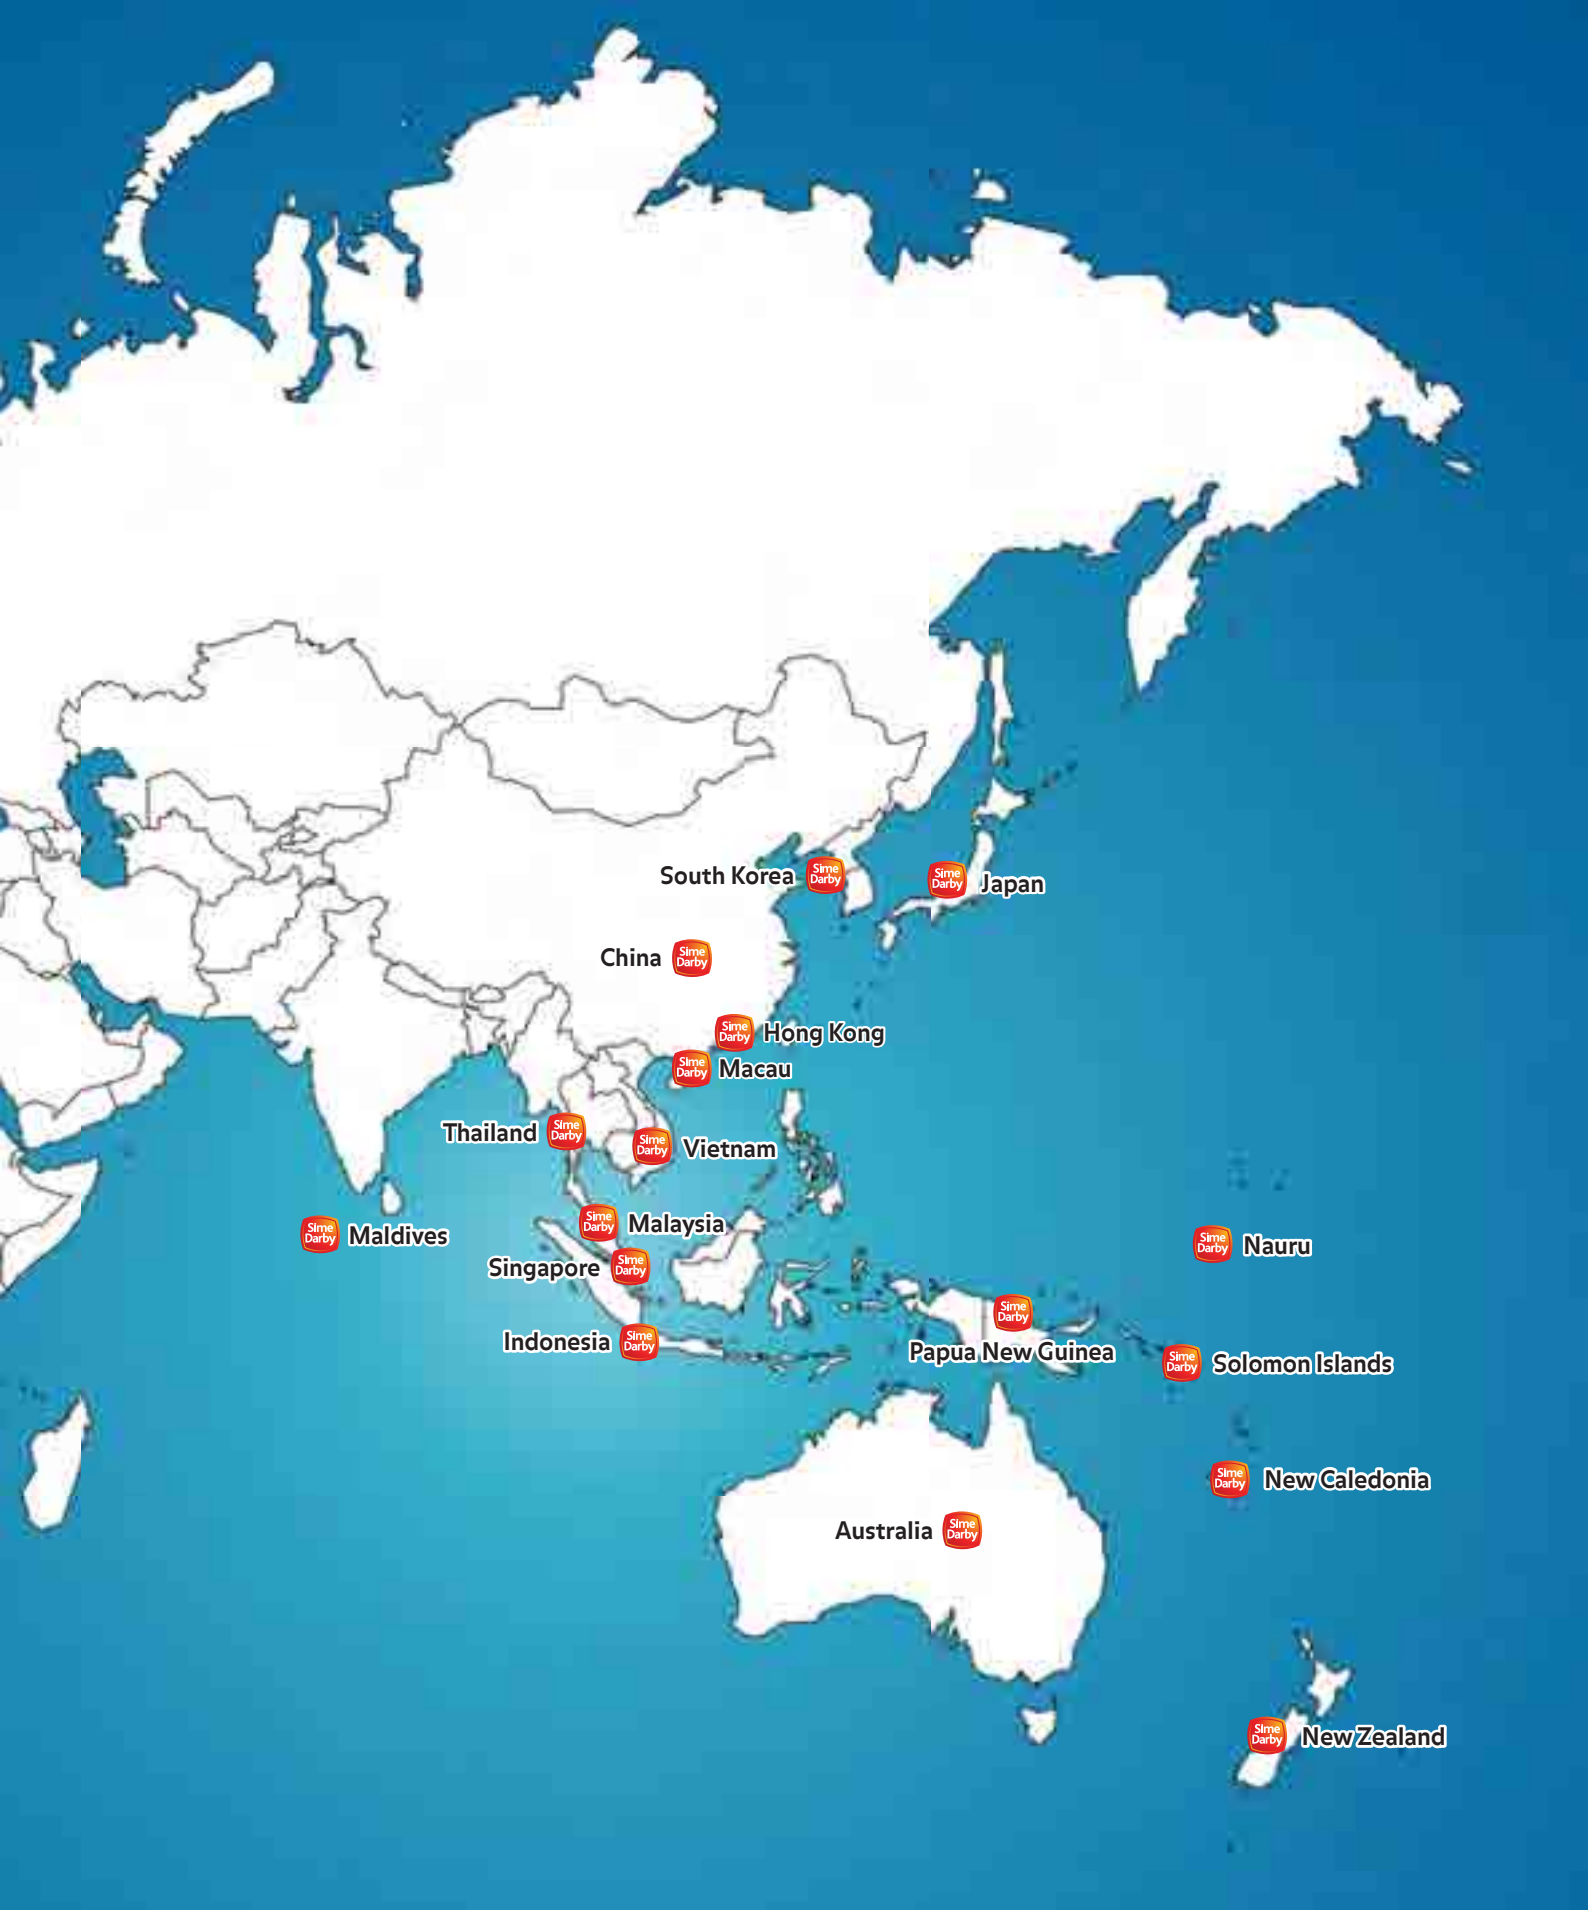 South Korea
Sime
Darby
Sime
Darby
Japan
China
Sime
Darby
Sime
Darby
Hong Kong
Sime
Darby
Macau
Thailand
Sime
Darby
Sime
Darby
Vietnam
Sime
Darby
Maldives
Sime
Darby
Malaysia
Sime
Darby
Nauru
Singapore
Sime
Darby
Sime
Darby
Papua New Guinea
Indonesia
Sime
Darby
Sime
Darby
Solomon Islands
Sime
Darby
New Caledonia
Australia
Sime
Darby
Sime
Darby
New Zealand